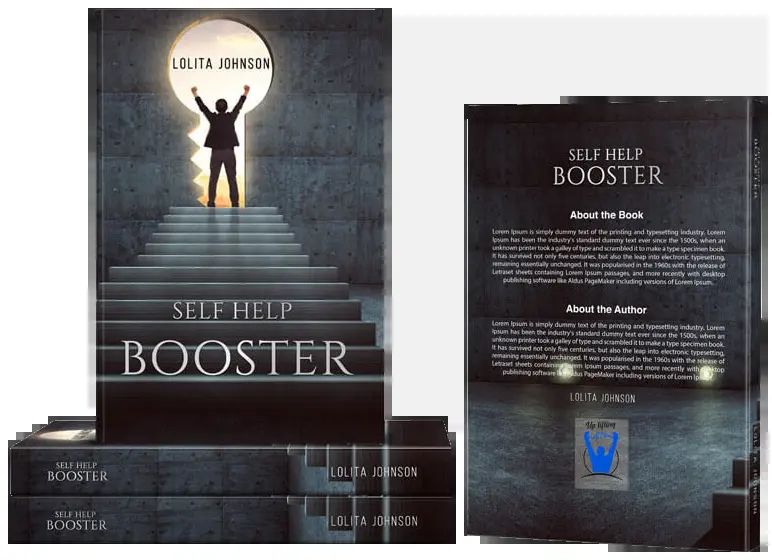 LOLITA JOHNSON
SELF HELP
BOOSTER
SELF HELP
BOOSTER
LOLITA JOHNSON
SELF HELP
BOOSTER
LOLITA JOHNSON
SELF HELP
BOOSTER
About the Book
Lorem Ipsum is simply dummy text of the printing and typesetting industry. Lorem
Ipsum has been the industry's standard dummy text ever since the 1500s, when an
unknown printer took a galley of type and scrambled it to make a type specimen book.
It has survived not only five centuries, but also the leap into electronic typesetting,
remaining essentially unchanged. It was popularised in the 1960s with the release of
Letraset sheets containing Lorem Ipsum passages, and more recently with desktop
publishing software like Aldus PageMaker including versions of Lorem Ipsum.
About the Author
Lorem Ipsum is simply dummy text of the printing and typesetting industry. Lorem
Ipsum has been the industry's standard dummy text ever since the 1500s, when an
unknown printer took a galley of type and scrambled it to make a type specimen book.
It has survived not only five centuries, but also the leap into electronic typesetting,
remaining essentially unchanged. It was popularised in the 1960s with the release of
Letraset sheets containing Lorem Ipsum passages, and more recently with desktop
publishing software like Aldus PageMaker including versions of Lorem Ipsum.
LOLITA JOHNSON
Up lifting
BOOSTER
LOLITA JOHNSON